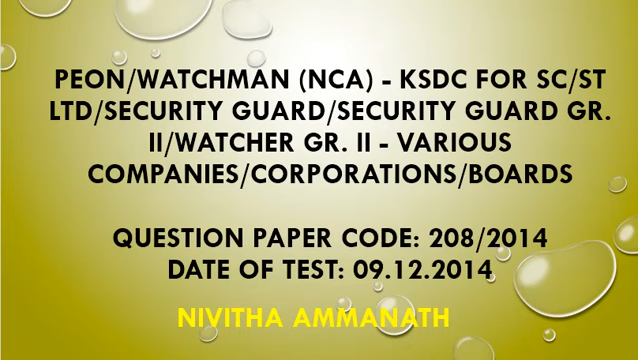 PEON/WATCHMAN (NCA) - KSDC FOR SC/ST
LTD/SECURITY GUARD/SECURITY GUARD GR.
II/WATCHER GR. II - VARIOUS
COMPANIES/CORPORATIONS/BOARDS
QUESTION PAPER CODE: 208/2014
DATE OF TEST: 09.12.2014
NIVITHA AMMANATH